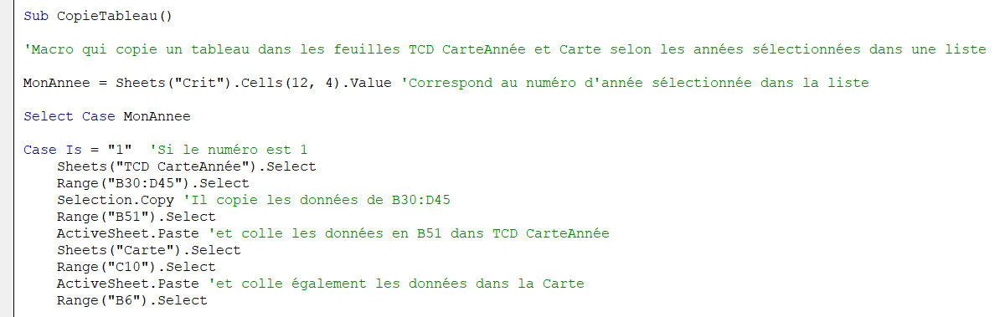 Sub CopieTableau()
'Macro qui copie un tableau dans les feuilles TCD CarteAnnée et Carte selon les années sélectionnées dans une liste
MonAnnee = Sheets("Crit").Cells(12, 4).Value 'Correspond au numéro d'année sélectionnée dans la liste
Select Case MonAnnee
Case Is = "1"  'Si le numéro est 1
    Sheets("TCD CarteAnnée").Select
    Range("B30:D45").Select
    Selection.Copy 'Il copie les données de B30:D45
    Range("B51").Select
    ActiveSheet.Paste 'et colle les données en B51 dans TCD CarteAnnée
    Sheets("Carte").Select
    Range("C10").Select
    ActiveSheet.Paste 'et colle également les données dans la Carte
    Range("B6").Select